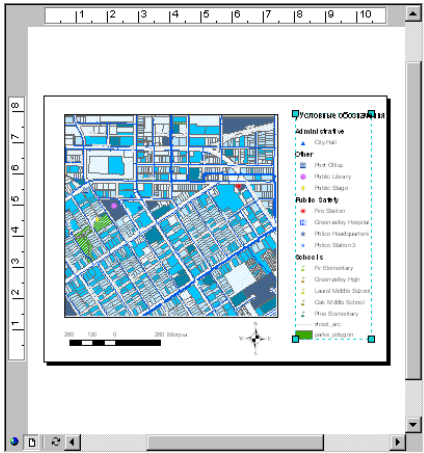 1 2 3 4 5 6 7 8 9 10
8
7
6
5
4
3
2
1
Условные обозначения
Administrative
City Hall
Other
Post Office
Public Library
Public Stage
Public Safety
Fire Station
Greenvalley Hospital
Police Headquarters
Police Station3
Schools
Fir Elementary
Greenvalley High
Laurel Middle School
Oak Middle School
Pine Elementary
street_arc
parks_polygon
260 130 0 260 Метры
N
W E
S